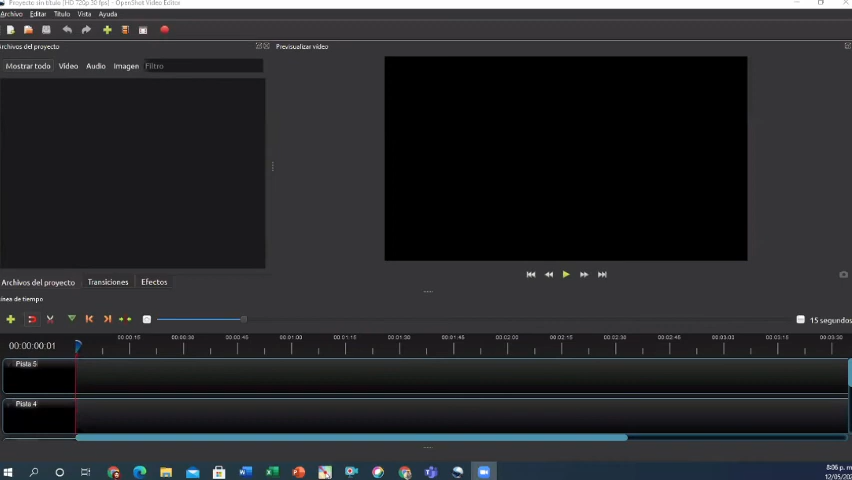 Proyecto sin título [HD 720p 30 fps] - OpenShot Video Editor
Archivo Editar Título Vista Ayuda
Archivos del proyecto
Previsualizar vídeo
Mostrar todo Vídeo Audio Imagen Filtro
Archivos del proyecto Transiciones Efectos
Línea de tiempo
15 segundos
00:00:00:01
00:00:15 00:00:30 00:00:45 00:01:00 00:01:15 00:01:30 00:01:45 00:02:00 00:02:15 00:02:30 00:02:45 00:03:00 00:03:15 00:03:30
Pista 5
Pista 4
8:06 p. m.
12/05/20